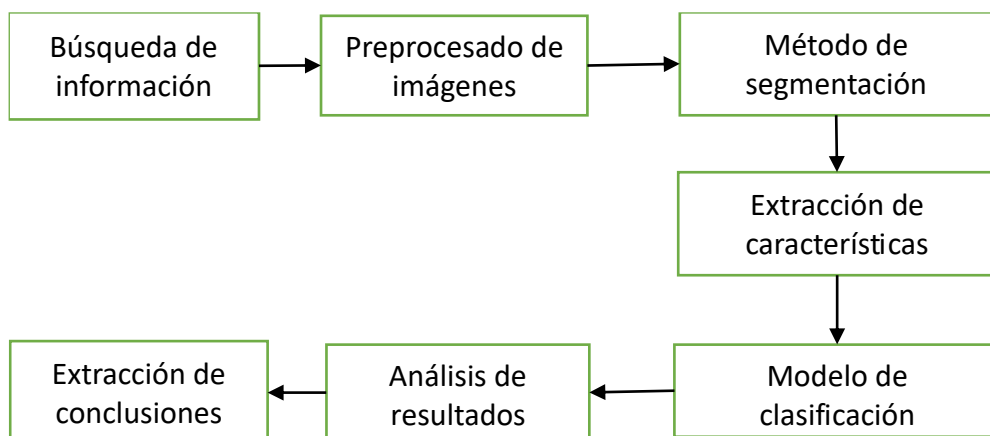 Búsqueda de
información
Preprocesado de
imágenes
Método de
segmentación
Extracción de
característicās
Modelo de
clasificación
Análisis de
resultados
Extracción de
conclusiones